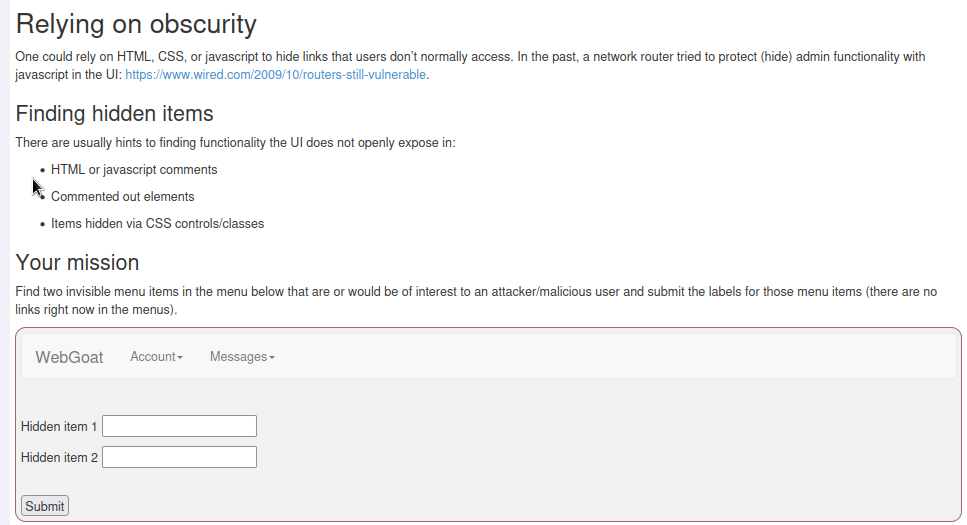 Relying on obscurity
One could rely on HTML, CSS, or javascript to hide links that users don’t normally access. In the past, a network router tried to protect (hide) admin functionality with
javascript in the UI: https://www.wired.com/2009/10/routers-still-vulnerable.
Finding hidden items
There are usually hints to finding functionality the UI does not openly expose in:
• HTML or javascript comments
• Commented out elements
• Items hidden via CSS controls/classes
Your mission
Find two invisible menu items in the menu below that are or would be of interest to an attacker/malicious user and submit the labels for those menu items (there are no
links right now in the menus).
WebGoat Account Messages
Hidden item 1
Hidden item 2
Submit